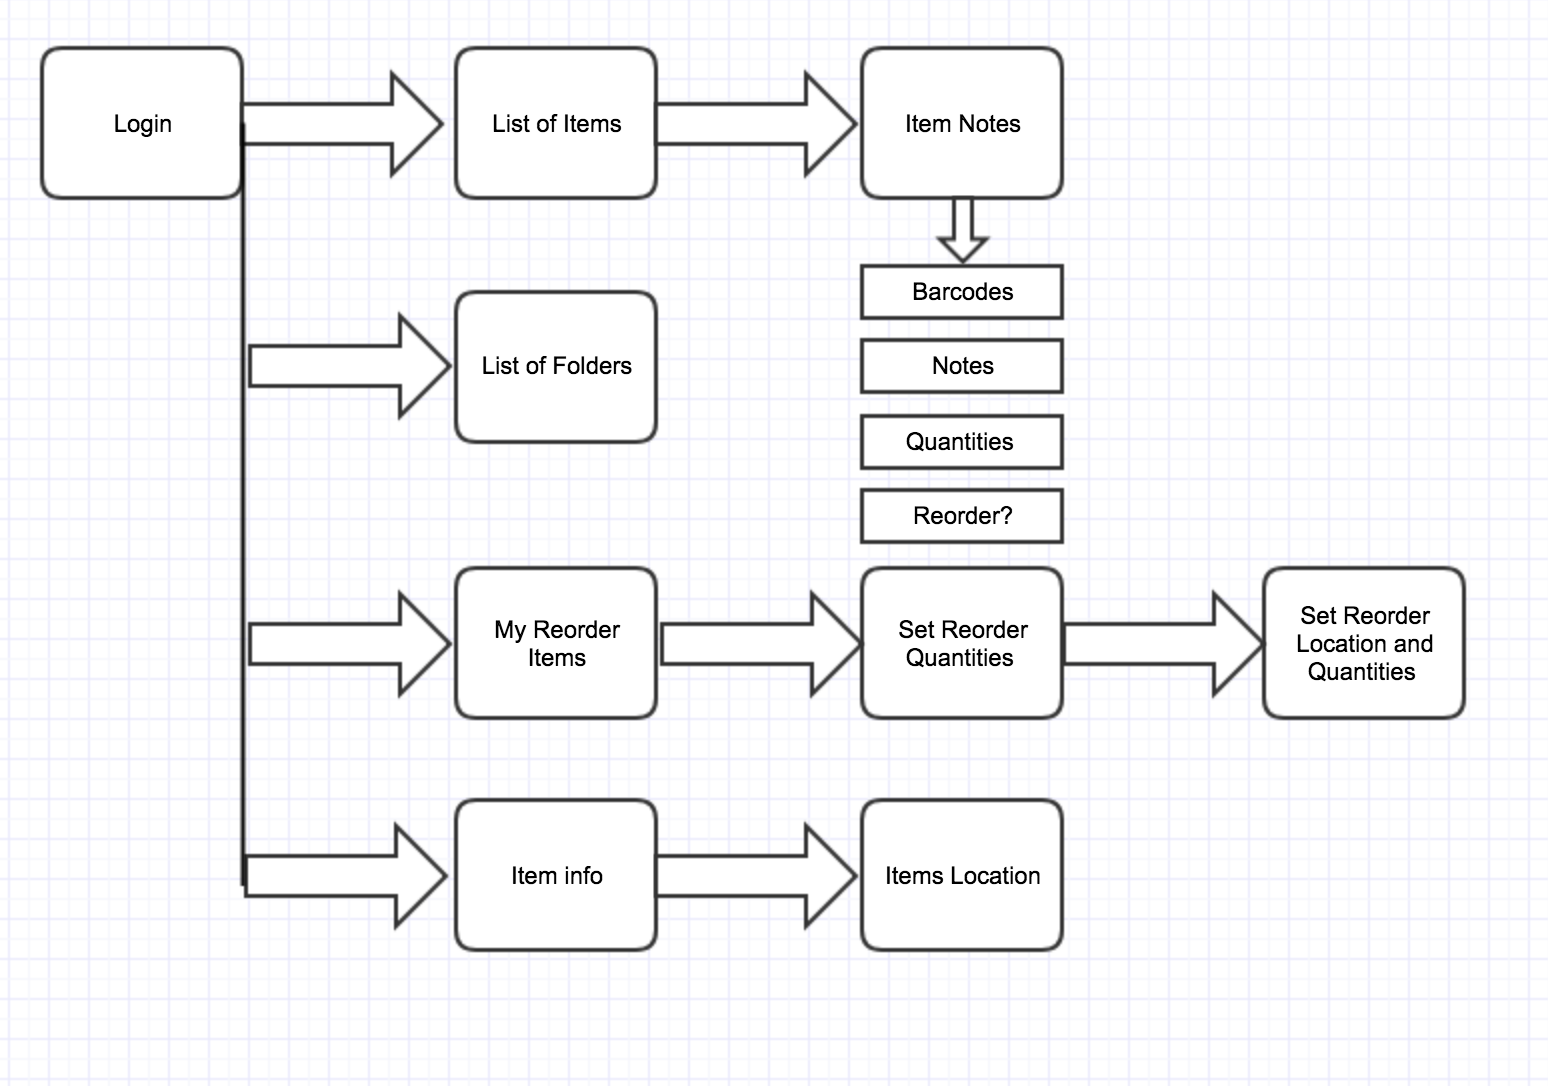 Login
List of Items
Item Notes
Barcodes
List of Folders
Notes
Quantities
Reorder?
My Reorder
Items
Set Reorder
Quantities
Set Reorder
Location and
Quantities
Item info
Items Location